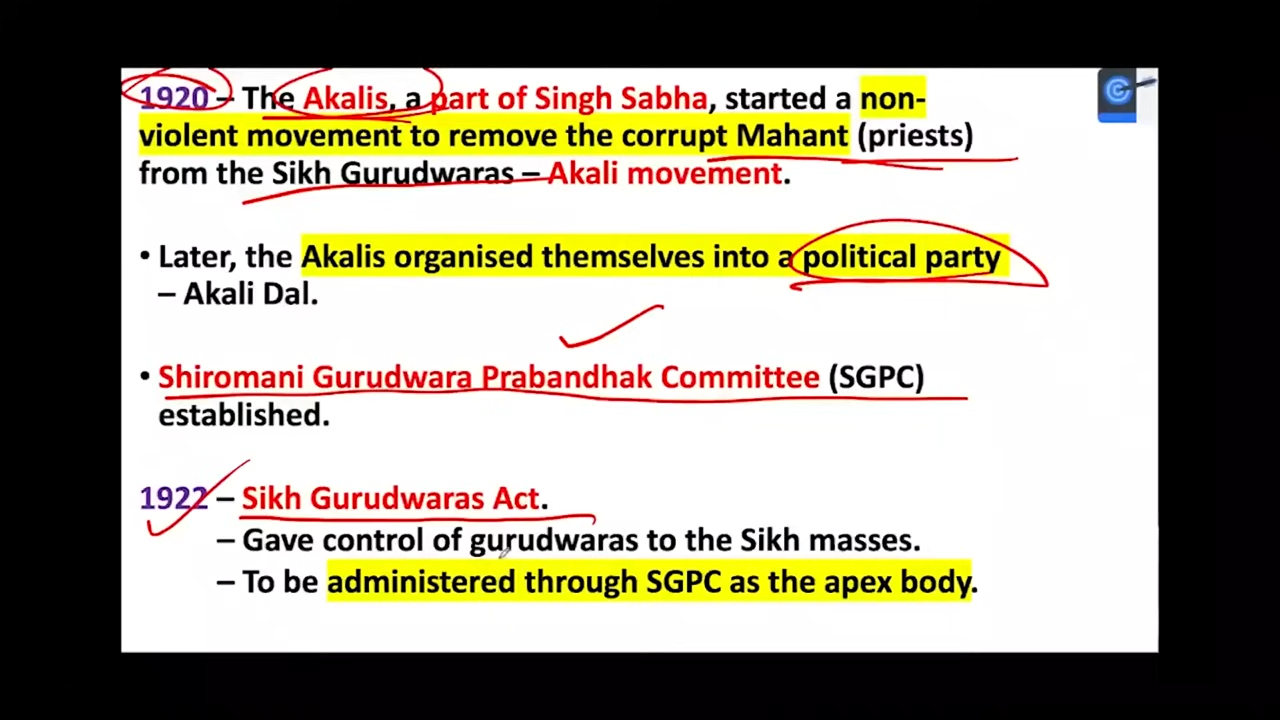 1920 – The Akalis, a part of Singh Sabha, started a non-
violent movement to remove the corrupt Mahant (priests)
from the Sikh Gurudwaras – Akali movement.
• Later, the Akalis organised themselves into a political party
– Akali Dal.
• Shiromani Gurudwara Prabandhak Committee (SGPC)
established.
1922 – Sikh Gurudwaras Act.
– Gave control of gurudwaras to the Sikh masses.
– To be administered through SGPC as the apex body.